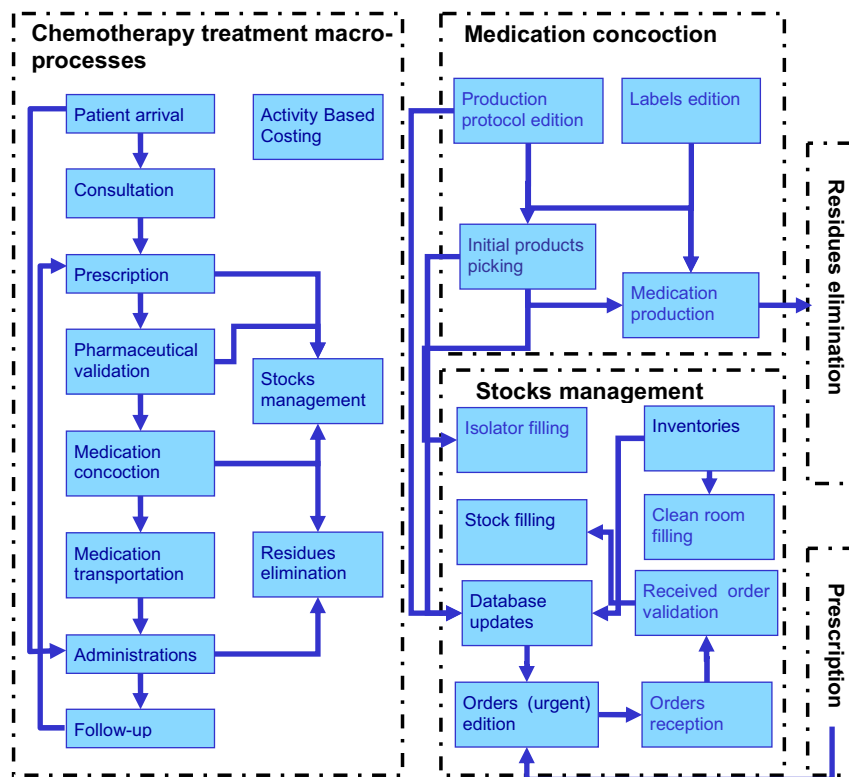 Chemotherapy treatment macro-
processes
Patient arrival
Activity Based
Costing
Consultation
Prescription
Pharmaceutical
validation
Stocks
management
Medication
concoction
Medication
transportation
Residues
elimination
Administrations
Follow-up
Medication concoction
Production
protocol edition
Labels edition
Initial products
picking
Medication
production
Stocks management
Isolator filling
Inventories
Stock filling
Clean room
filling
Database
updates
Received order
validation
Orders (urgent)
edition
Orders
reception
Residues elimination
Prescription